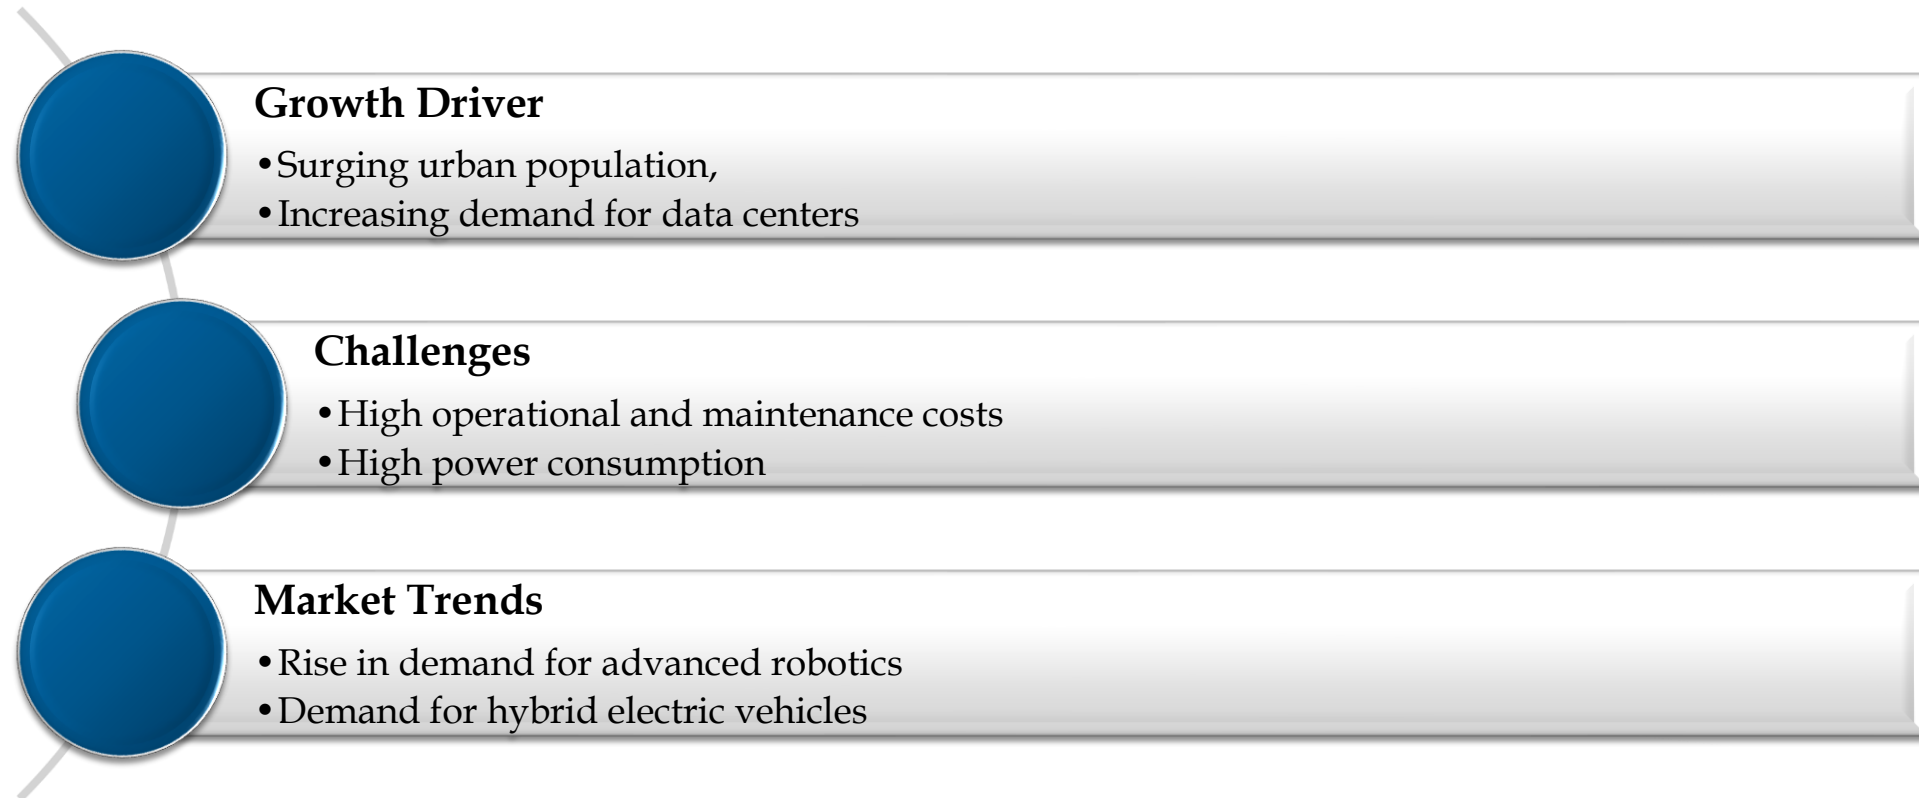 Growth Driver
•Surging urban population,
•Increasing demand for data centers
Challenges
•High operational and maintenance costs
•High power consumption
Market Trends
•Rise in demand for advanced robotics
•Demand for hybrid electric vehicles